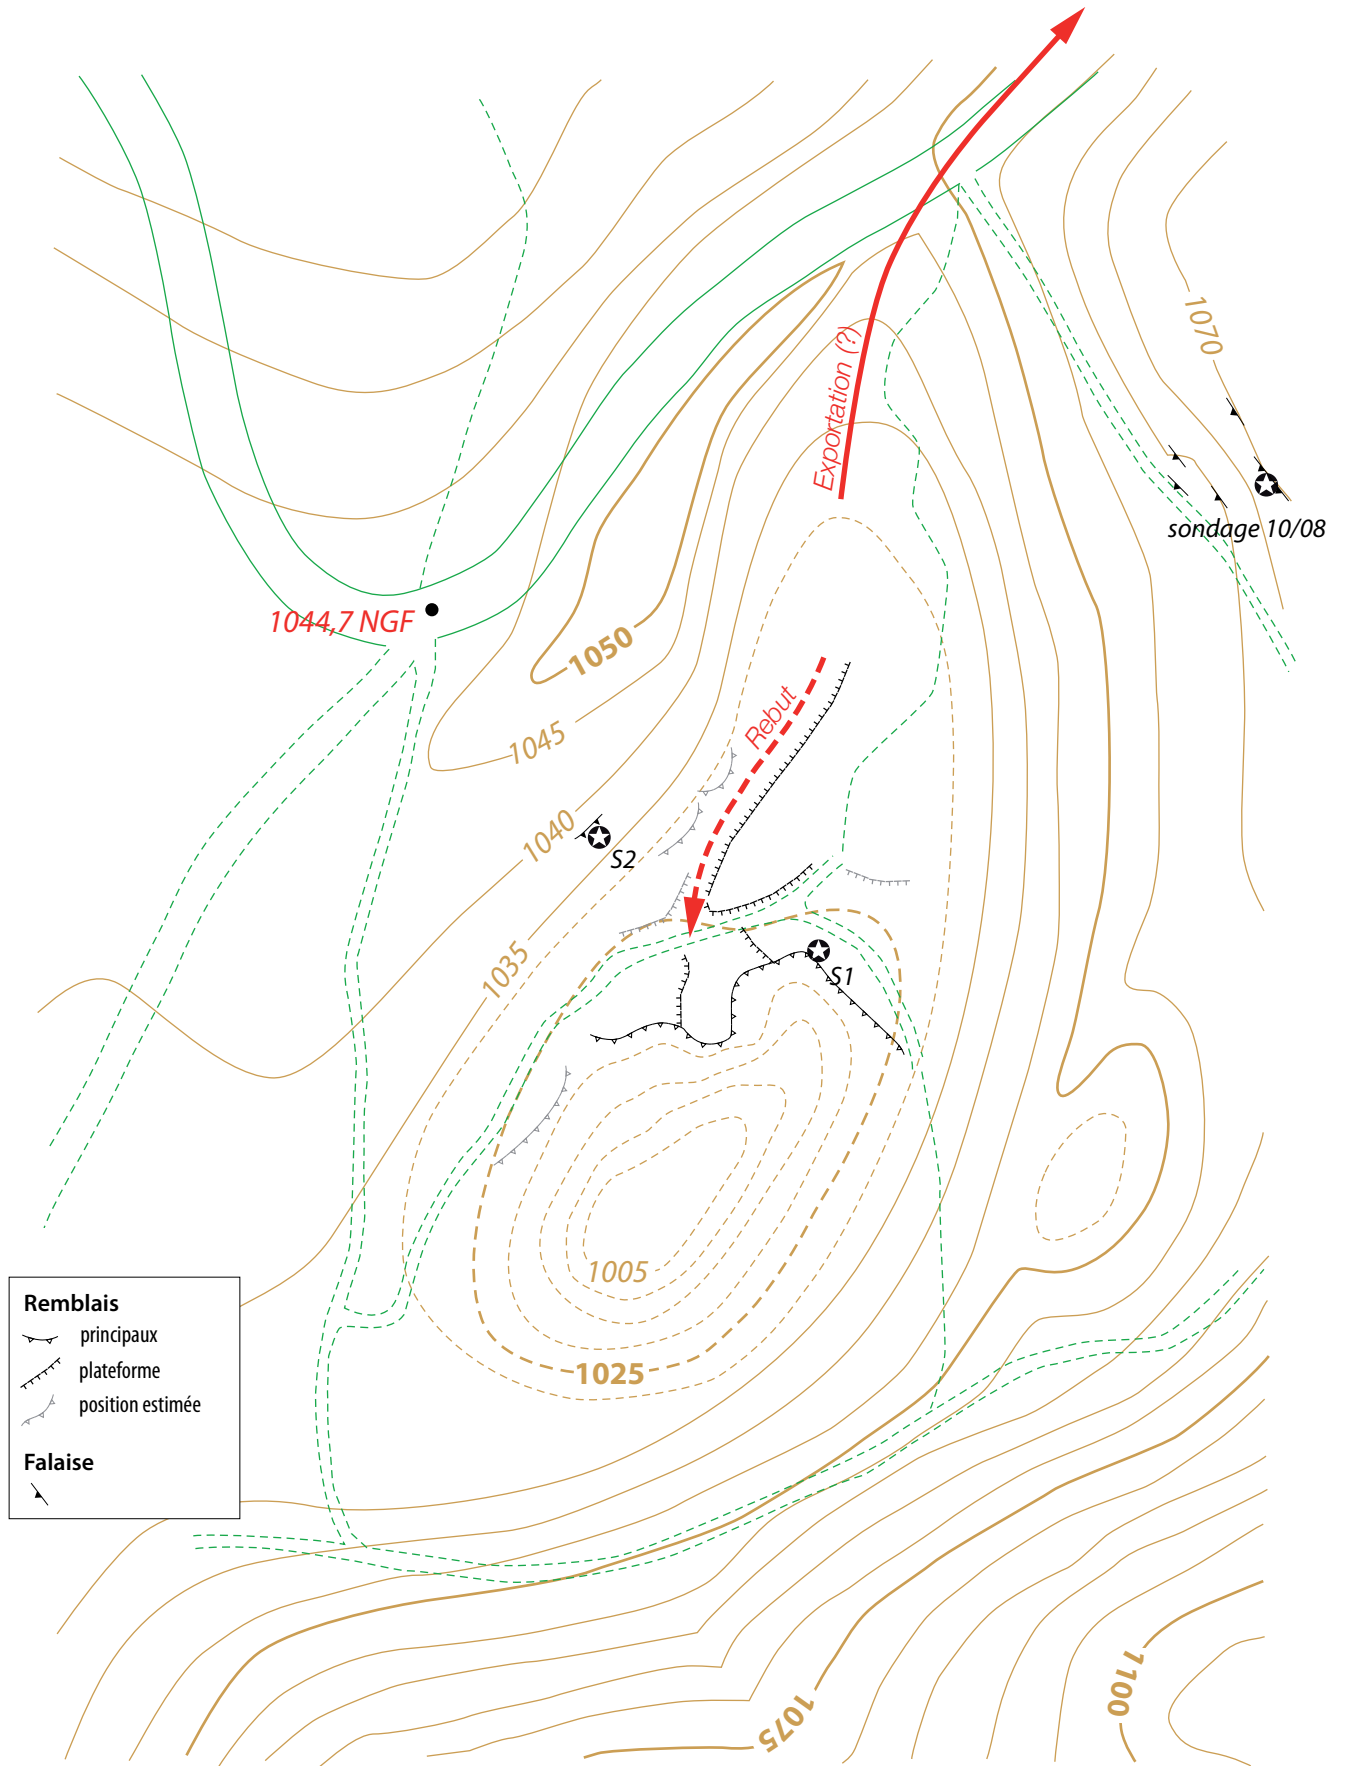 1070
Exportation (?)
sondage 10/08
1044,7 NGF
1050
Rebut
1045
1040
S2
1035
S1
1005
Remblais
principaux
plateforme
position estimée
Falaise
1025
1100
1075